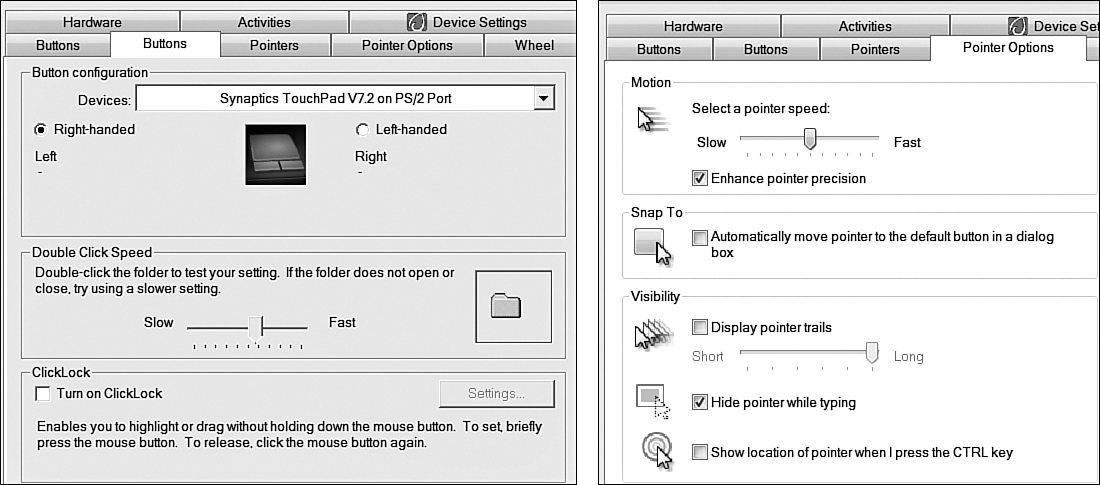 Hardware
Activities
Device Settings
Buttons
Buttons
Pointers
Pointer Options
Wheel
Button configuration
Devices:
Synaptics TouchPad V7.2 on PS/2 Port
Right-handed
Left-handed
Left
Right
-
-
Double Click Speed
Double-click the folder to test your setting. If the folder does not open or
close, try using a slower setting.
Slow
Fast
ClickLock
Turn on ClickLock
Settings...
Enables you to highlight or drag without holding down the mouse button. To set, briefly
press the mouse button. To release, click the mouse button again.
Hardware
Activities
Device Set
Buttons
Buttons
Pointers
Pointer Options
Motion
Select a pointer speed:
Slow
Fast
Enhance pointer precision
Snap To
Automatically move pointer to the default button in a dialog
box
Visibility
Display pointer trails
Short
Long
Hide pointer while typing
Show location of pointer when I press the CTRL key